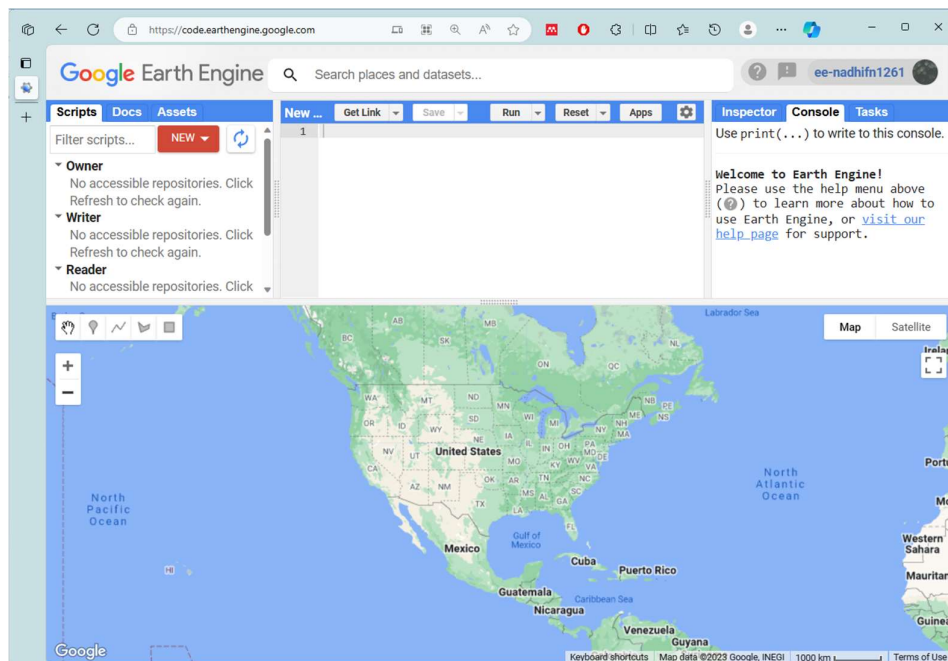 https://code.earthengine.google.com
Google Earth Engine
Search places and datasets...
ee-nadhifn1261
Scripts Docs Assets
Filter scripts...
NEW
Owner
No accessible repositories. Click
Refresh to check again.
Writer
No accessible repositories. Click
Refresh to check again.
Reader
No accessible repositories. Click
New ...
Get Link
Save
Run
Reset
Apps
1
Inspector Console Tasks
Use print(...) to write to this console.
Welcome to Earth Engine!
Please use the help menu above
(?) to learn more about how to
use Earth Engine, or visit our
help page for support.
Map Satellite
Labrador Sea
AB
MB
BC
SK
NL
ON
QC
WA
MT
ND
MN
NB
PE
ME
NS
OR
ID
SD
WI
MI
NH
NY
MA
WY
NE
IA
IL
IN
OH
PA
MD
DE
NV
UT
United States
MO
KY
WV
VA
CA
OK
AR
TN
NC
AZ
NM
MS
AL
SC
GA
TX
LA
FL
North
Pacific
Ocean
North
Atlantic
Ocean
HI
Gulf of
Mexico
Mexico
Cuba
Puerto Rico
Guatemala
Caribbean Sea
Nicaragua
Venezuela
Guyana
Irela
Portu
Mo
Western
Sahara
Mauritan
Guinea
Google
Keyboard shortcuts
Map data ©2023 Google, INEGI
1000 km
Terms of Use